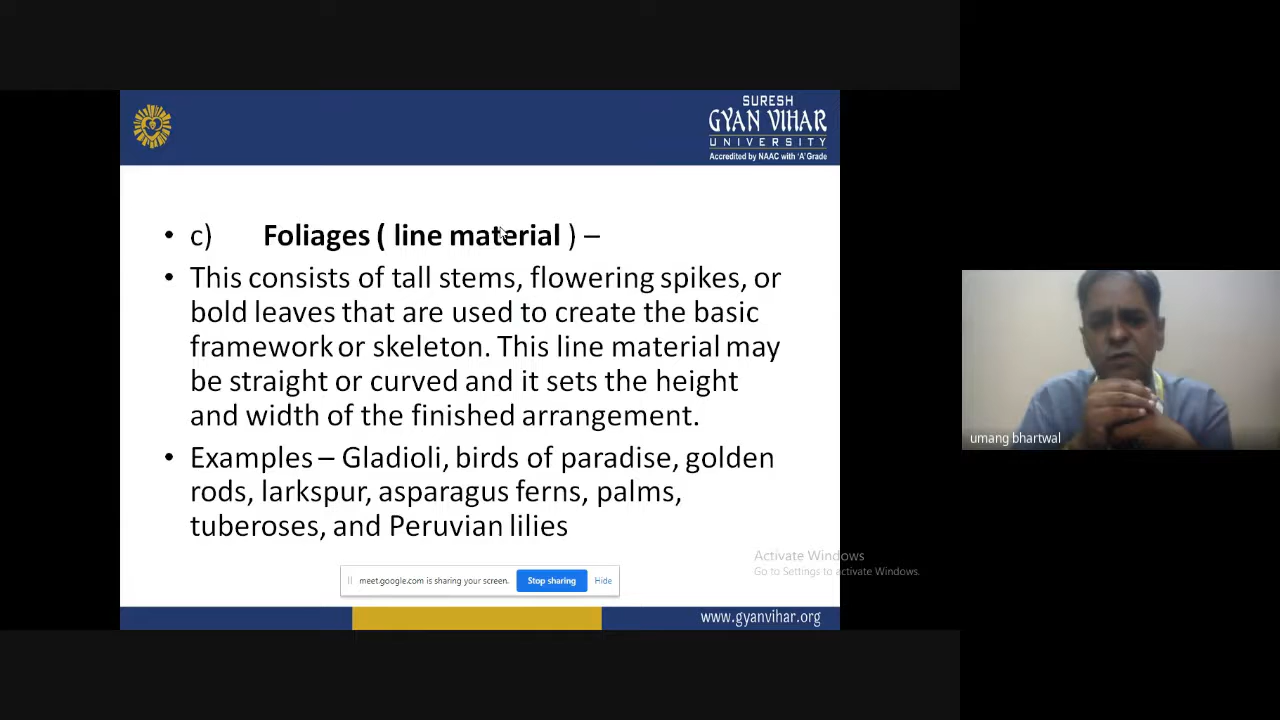 SURESH
GYAN VIHAR
UNIVERSITY
Accredited by NAAC with 'A' Grade
• c) Foliages ( line material ) –
• This consists of tall stems, flowering spikes, or
bold leaves that are used to create the basic
framework or skeleton. This line material may
be straight or curved and it sets the height
and width of the finished arrangement.
• Examples – Gladioli, birds of paradise, golden
rods, larkspur, asparagus ferns, palms,
tuberoses, and Peruvian lilies
umang bhartwal
Activate Windows
Go to Settings to activate Windows.
meet.google.com is sharing your screen. Stop sharing Hide
www.gyanvihar.org